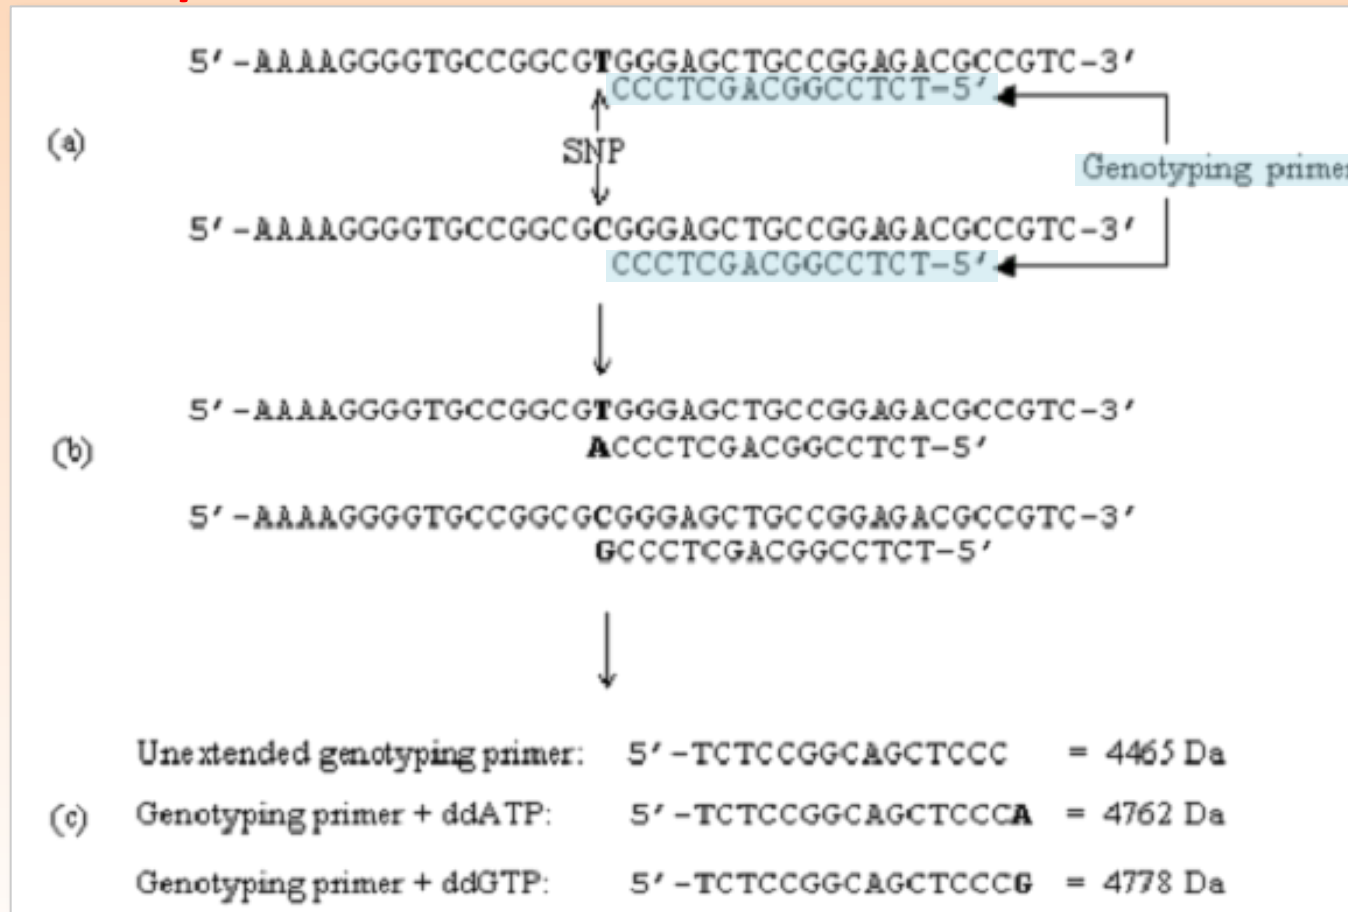 5'-AAAAGGGGTGCCGGCGTGGGAGCTGCCGGAGACGCCGTC-3'
CCCTCGACGGCCTCT-5'
(a)
SNP
Genotyping primer
5'-AAAAGGGGTGCCGGCGCGGGAGCTGCCGGAGACGCCGTC-3'
CCCTCGACGGCCTCT-5'
5'-AAAAGGGGTGCCGGCGTGGGAGCTGCCGGAGACGCCGTC-3'
(b)
ACCCTCGACGGCCTCT-5'
5'-AAAAGGGGTGCCGGCGCGGGAGCTGCCGGAGACGCCGTC-3'
GCCCTCGACGGCCTCT-5'
Unextended genotyping primer: 5'-TCTCCGGCAGCTCCC = 4465 Da
(c) Genotyping primer + ddATP: 5'-TCTCCGGCAGCTCCCA = 4762 Da
Genotyping primer + ddGTP: 5'-TCTCCGGCAGCTCCCG = 4778 Da